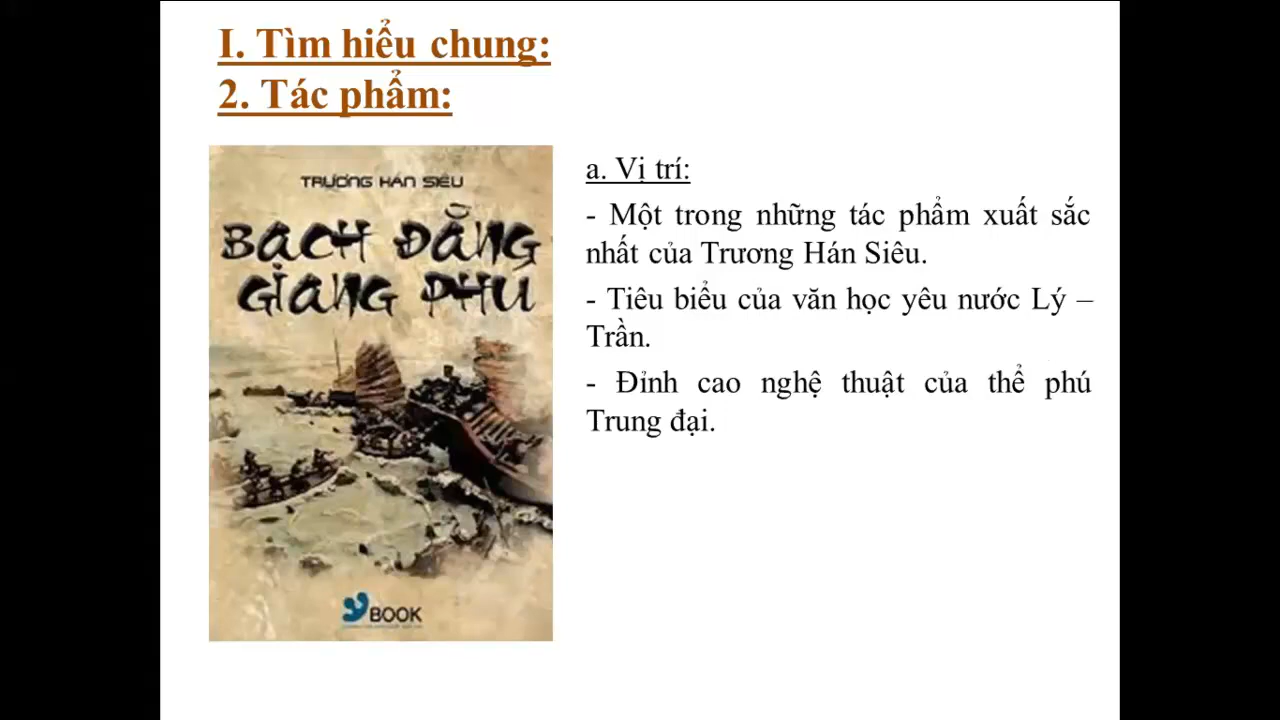 I. Tìm hiểu chung:
2. Tác phẩm:
TRƯƠNG HÁN SIÊU
BẠCH ĐẰNG
GIANG PHÚ
BOOK
a. Vị trí:
- Một trong những tác phẩm xuất sắc
nhất của Trương Hán Siêu.
- Tiêu biểu của văn học yêu nước Lý –
Trần.
- Đỉnh cao nghệ thuật của thể phú
Trung đại.